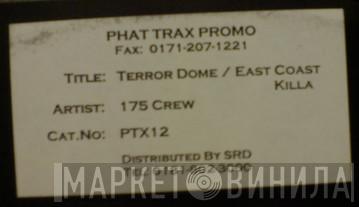 PHAT TRAX PROMO
FAX: 0171-207-1221
TITLE: TERROR DOME / EAST COAST
KILLA
ARTIST: 175 CREW
CAT.NO: PTX12
DISTRIBUTED BY SRD
МАРКЕТ ВИНИЛА